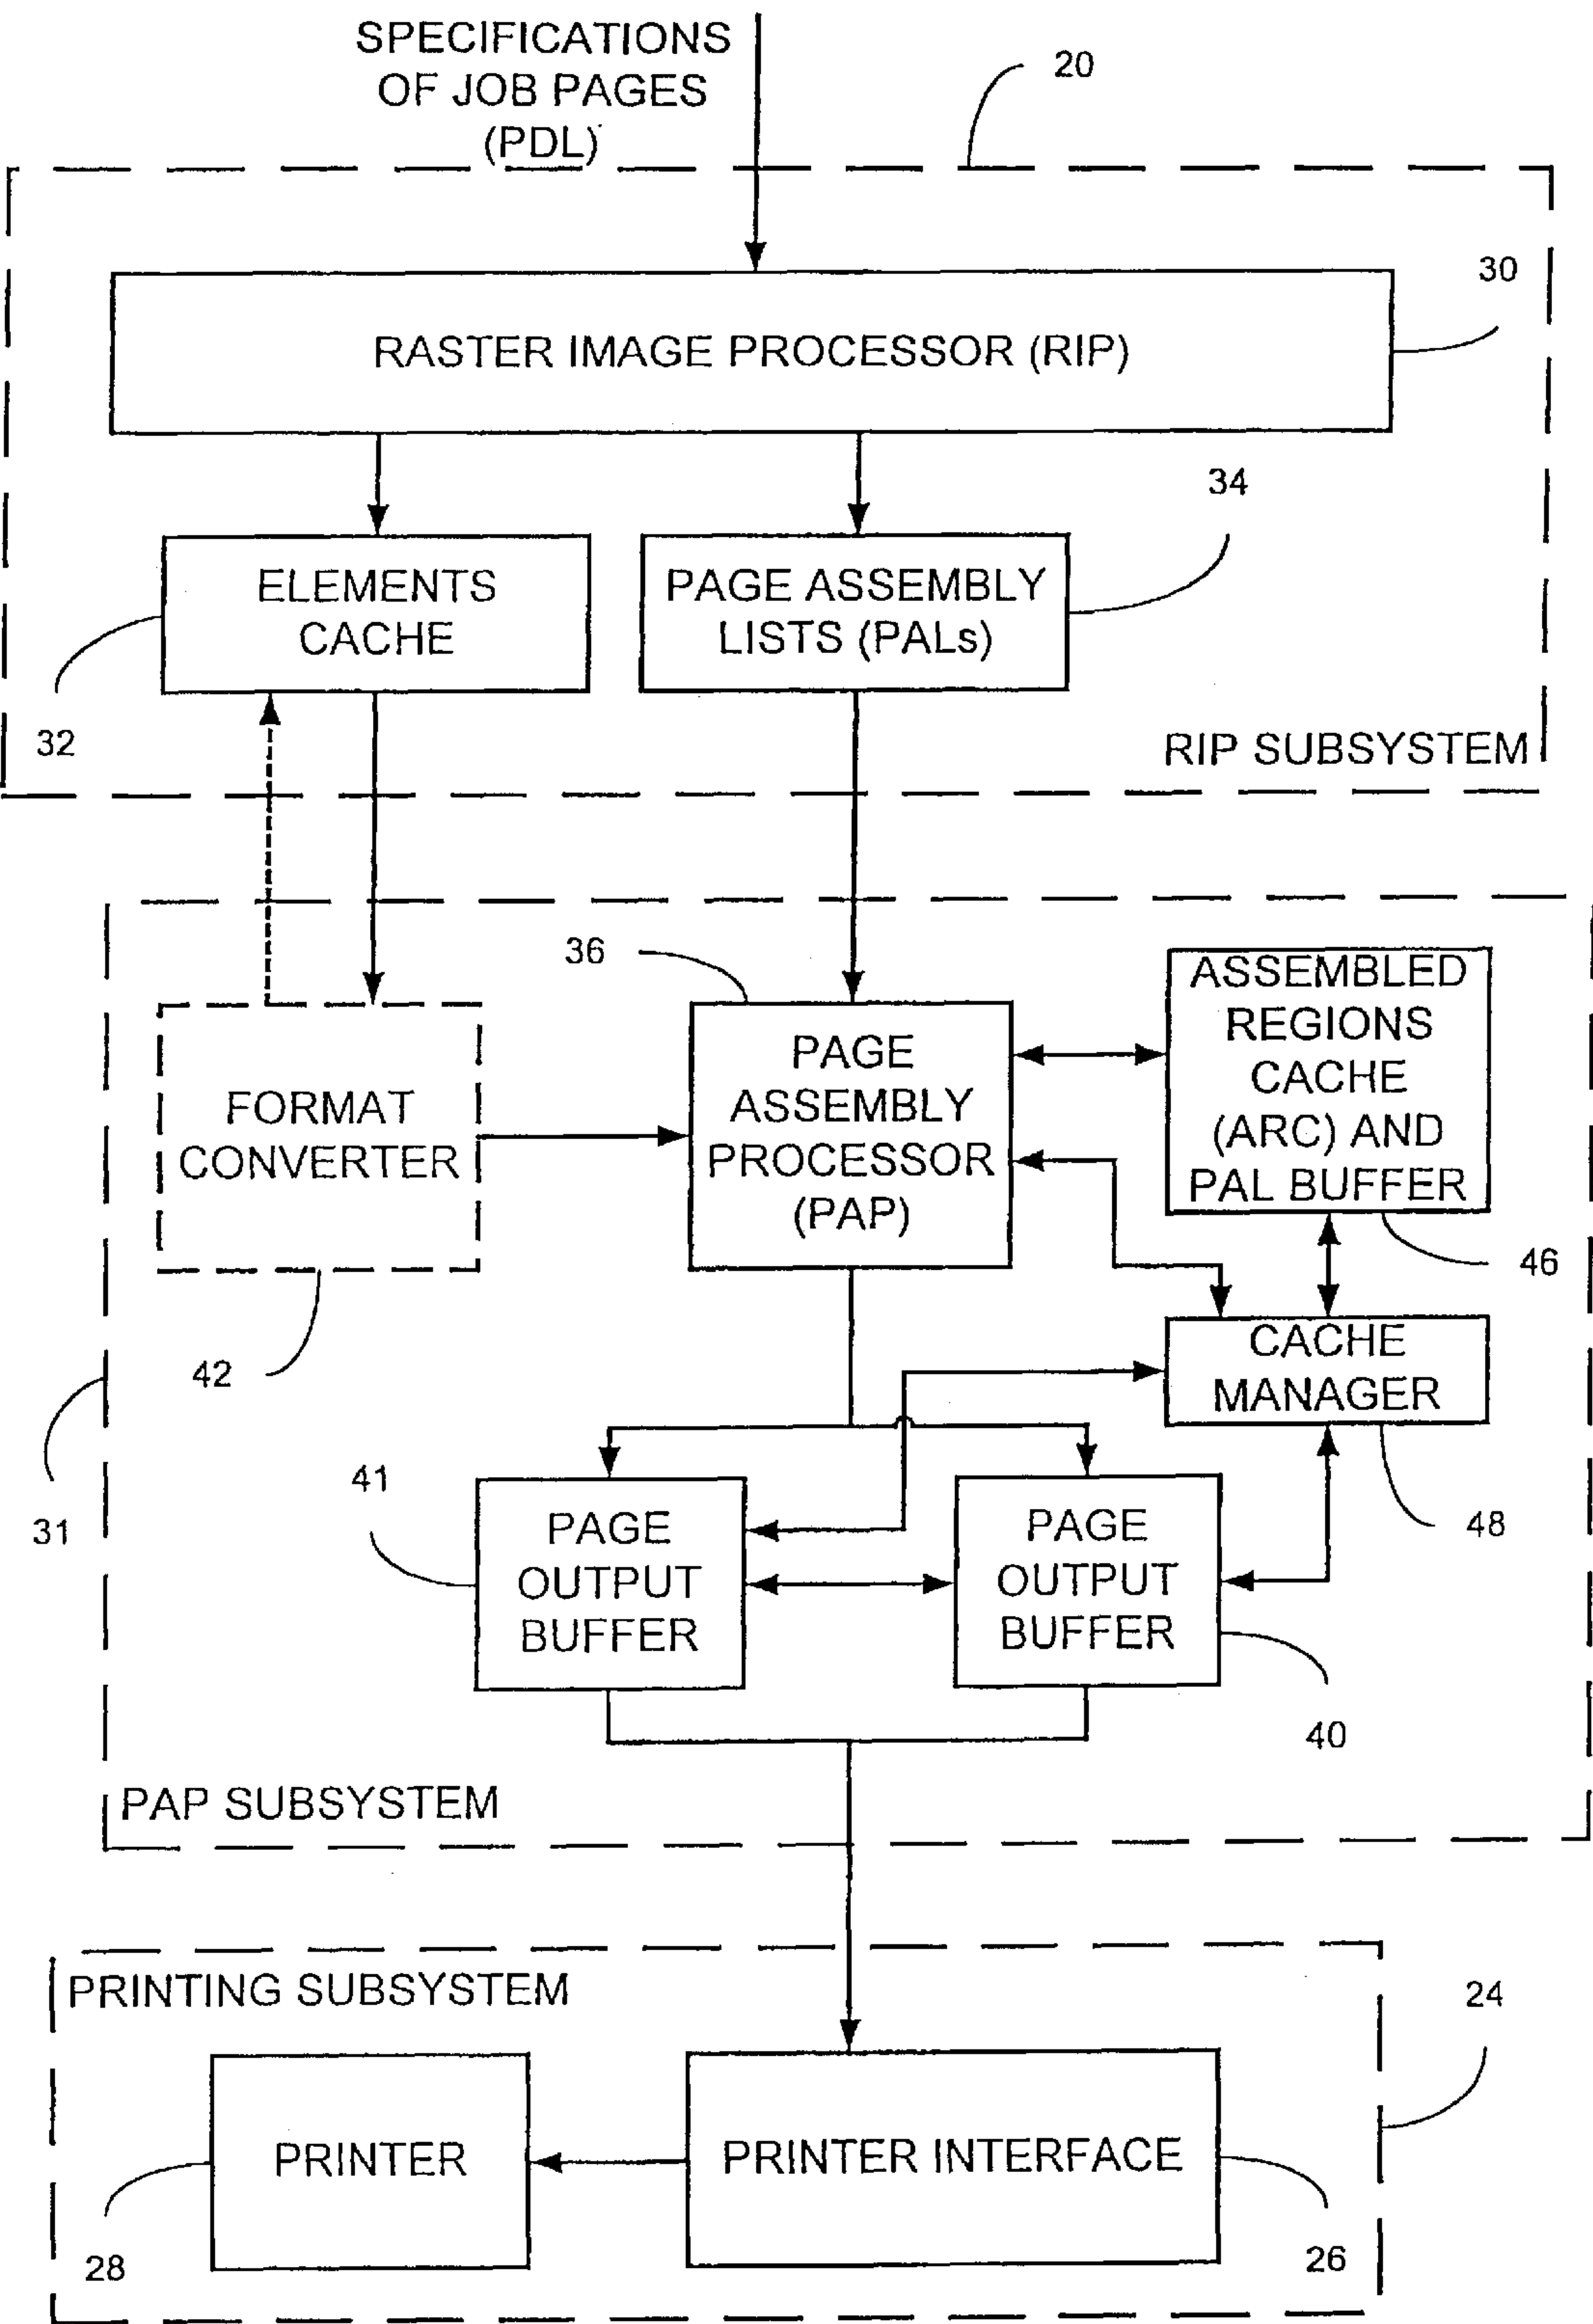 SPECIFICATIONS
OF JOB PAGES
(PDL)
20
30
RASTER IMAGE PROCESSOR (RIP)
34
ELEMENTS
CACHE
PAGE ASSEMBLY
LISTS (PALs)
32
RIP SUBSYSTEM
36
ASSEMBLED
REGIONS
CACHE
(ARC) AND
PAL BUFFER
PAGE
ASSEMBLY
PROCESSOR
(PAP)
FORMAT
CONVERTER
46
42
CACHE
MANAGER
41
31
48
PAGE
OUTPUT
BUFFER
PAGE
OUTPUT
BUFFER
40
PAP SUBSYSTEM
PRINTING SUBSYSTEM
24
PRINTER
PRINTER INTERFACE
28
26